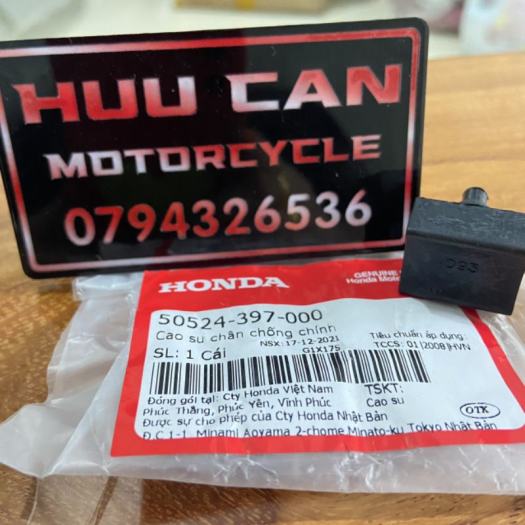 HUU CAN
MOTORCYCLE
0794326536
093
HONDA
GENUINE
Honda Motor
50524-397-000
Cao su chân chống chính
NSX: 17-12-2021
Tiêu chuẩn áp dụng:
SL: 1 Cái
G1X175
TCCS: 01(2008)HVN
Đóng gói tại: Cty Honda Việt Nam
TSKT:
Phúc Thắng, Phúc Yên, Vĩnh Phúc
Cao su
Được sự cho phép của Cty Honda Nhật Bản
OTK
Đ.C 1-1, Minami Aoyama 2-chome Minato-ku Tokyo Nhật Bản